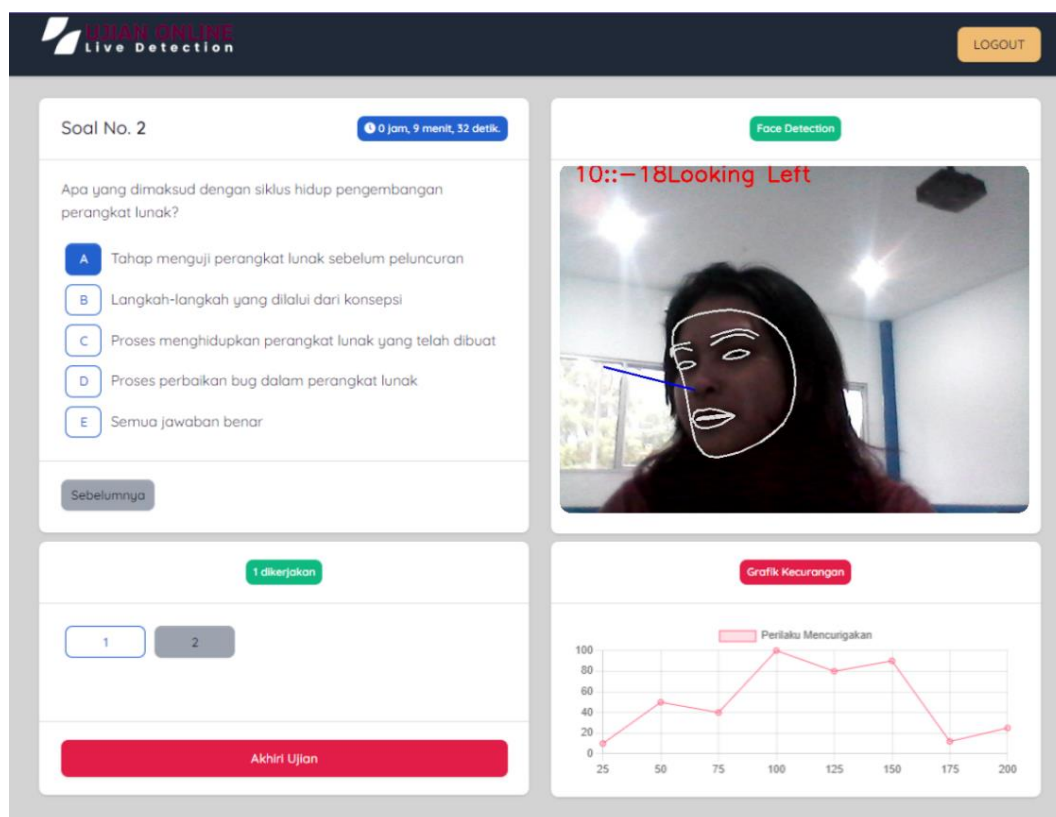 UJIAN ONLINE
Live Detection
LOGOUT
Soal No. 2
0 jam, 9 menit, 32 detik.
Apa yang dimaksud dengan siklus hidup pengembangan
perangkat lunak?
A Tahap menguji perangkat lunak sebelum peluncuran
B Langkah-langkah yang dilalui dari konsepsi
C Proses menghidupkan perangkat lunak yang telah dibuat
D Proses perbaikan bug dalam perangkat lunak
E Semua jawaban benar
Sebelumnya
Face Detection
10::-18Looking Left
1 dikerjakan
1 2
Akhiri Ujian
Grafik Kecurangan
Perilaku Mencurigakan
100
80
60
40
20
0
25 50 75 100 125 150 175 200